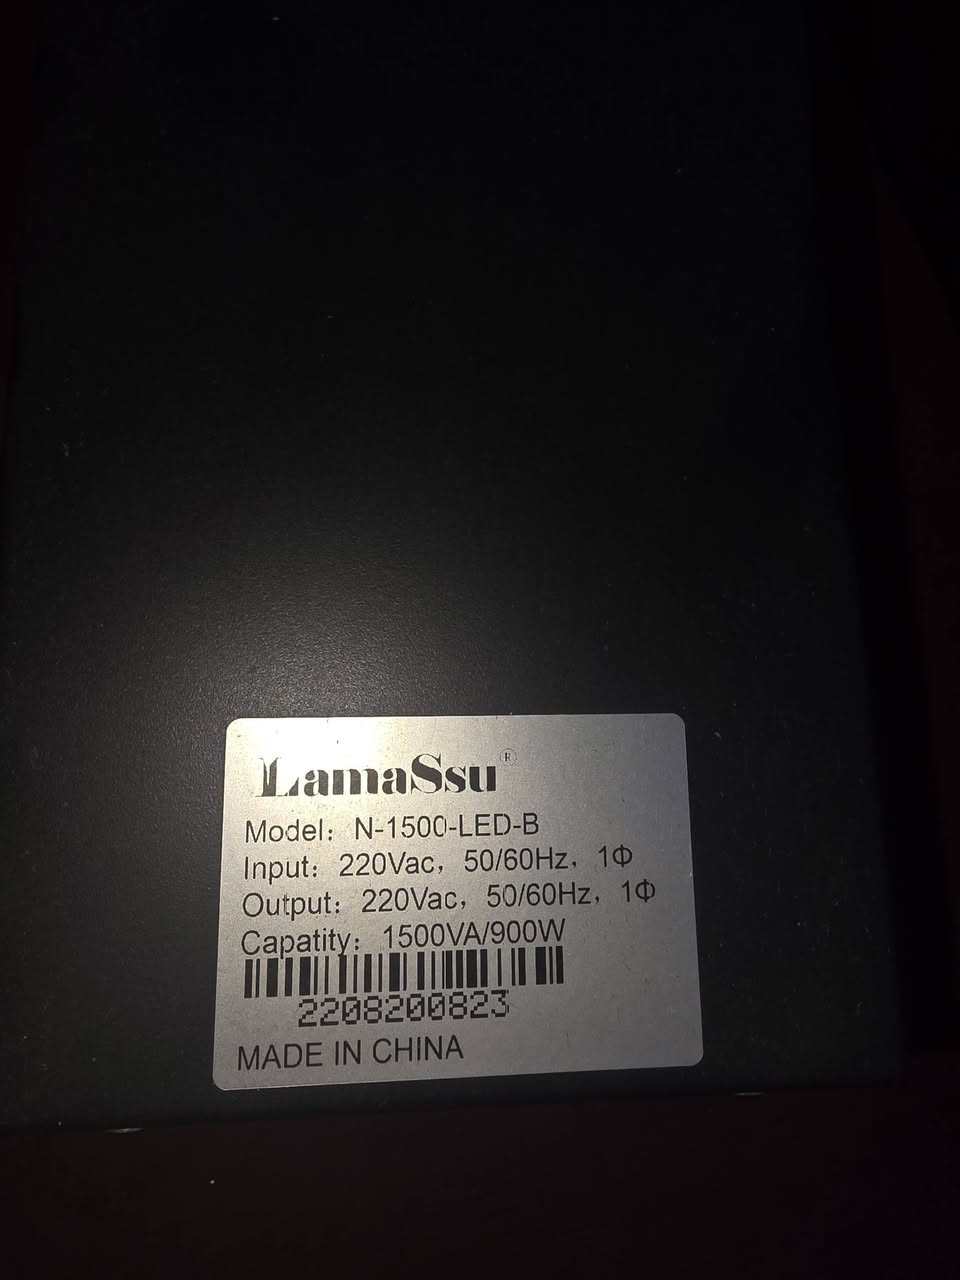 LamaSsu®
Model： N-1500-LED-B
Input： 220Vac， 50/60Hz， 1Φ
Output： 220Vac， 50/60Hz， 1Φ
Capatity： 1500VA/900W
2208200823
MADE IN CHINA